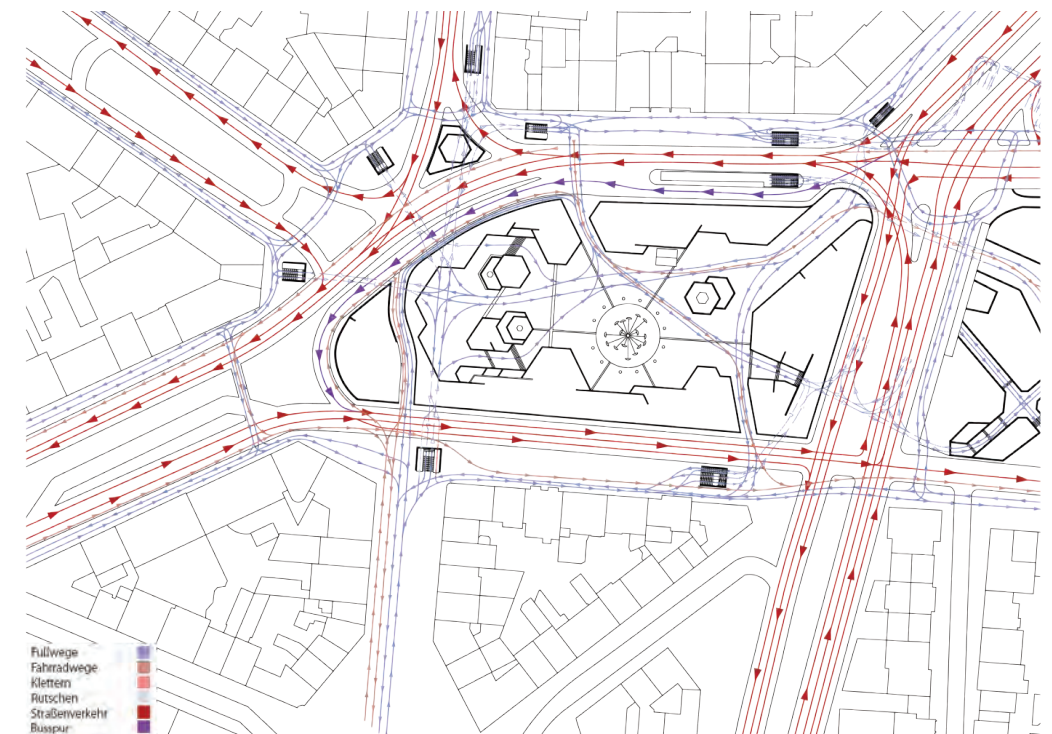 Fußwege
Fahrradwege
Klettern
Rutschen
Straßenverkehr
Busspur